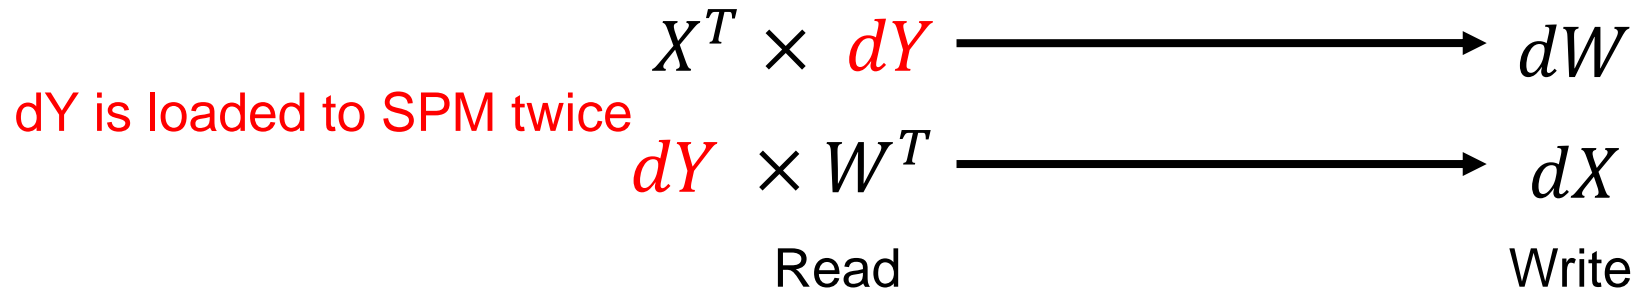 X^T × dY → dW
dY is loaded to SPM twice
dY × W^T → dX
Read Write